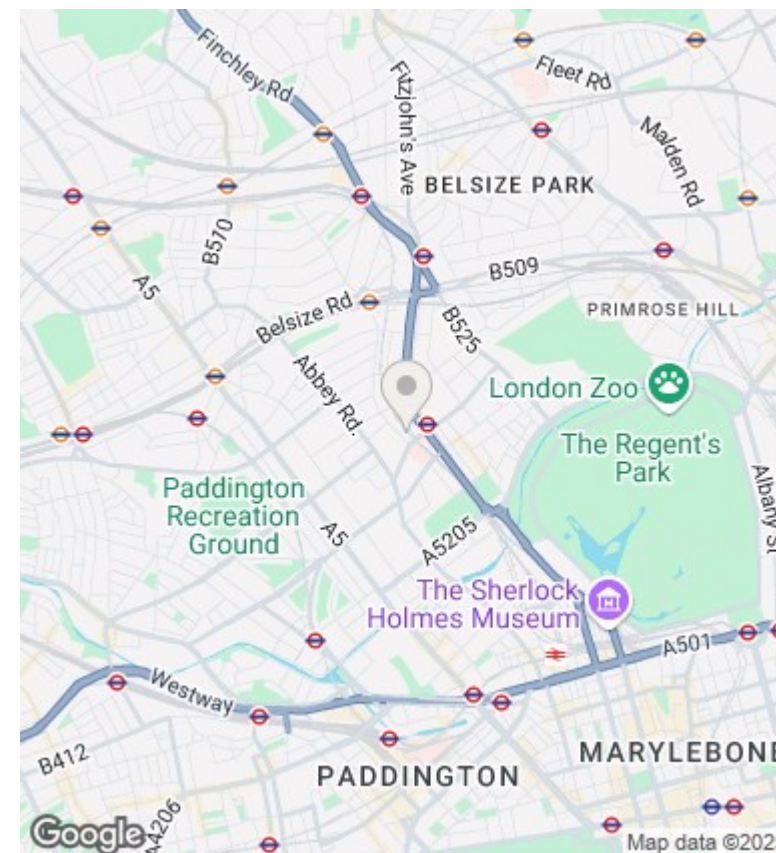 Finchley Rd
Fitzjohn's Ave
Fleet Rd
Malden Rd
BELSIZE PARK
B510
A5
B509
Belsize Rd
B525
PRIMROSE HILL
Abbey Rd.
London Zoo
The Regent's
Park
Albany St
Paddington
Recreation
Ground
A5
A5205
The Sherlock
Holmes Museum
A501
Westway
B412
PADDINGTON
MARYLEBONE
A4206
Google
Map data ©202